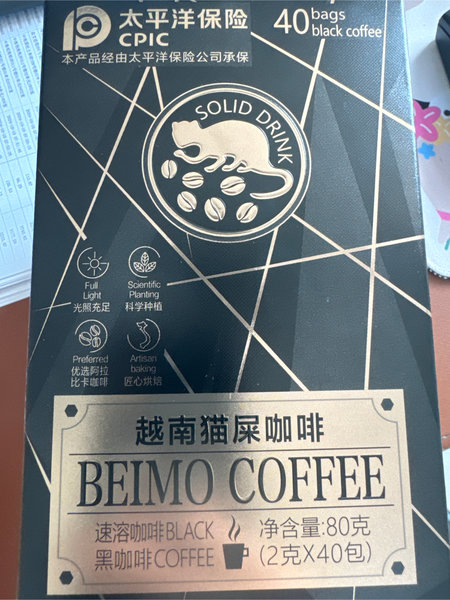 太平洋保险
CPIC
本产品经由太平洋保险公司承保
40 bags
black coffee
SOLID DRINK
Full
Light
光照充足
Scientific
Planting
科学种植
Preferred
优选阿拉
比卡咖啡
Artisan
baking
匠心烘焙
越南猫屎咖啡
BEIMO COFFEE
速溶咖啡BLACK
黑咖啡COFFEE
净含量:80克
(2克X40包)